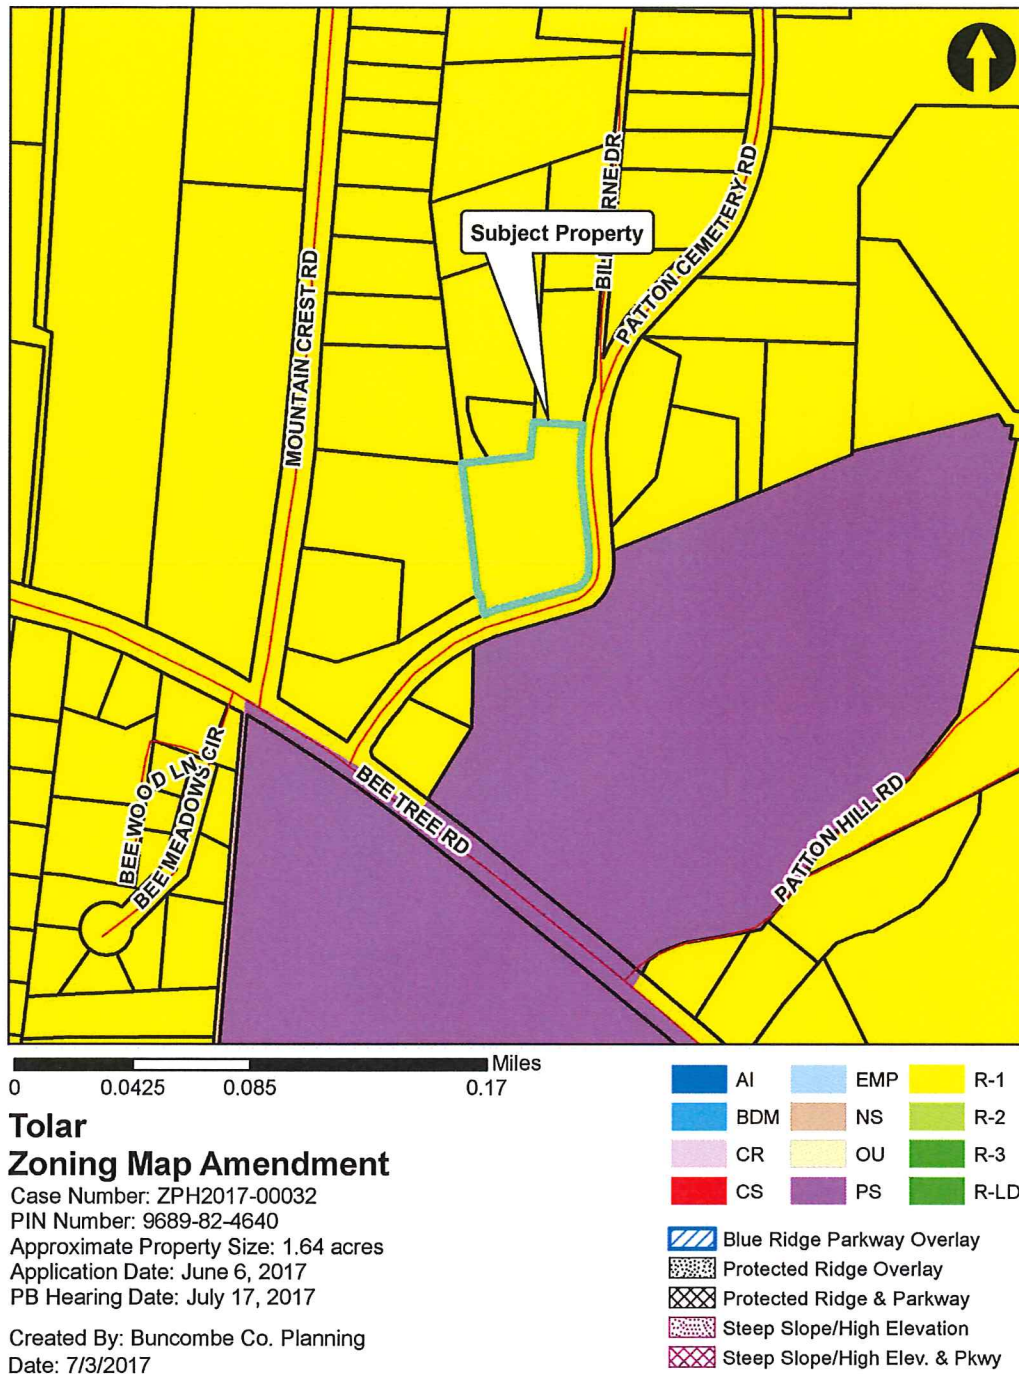 Subject Property
MOUNTAIN CREST RD
PATTON CEMETERY RD
BEE WOOD LN
BEE MEADOWS CIR
BEE TREE RD
PATTON HILL RD
Miles
0 0.0425 0.085 0.17
Tolar
Zoning Map Amendment
Case Number: ZPH2017-00032
PIN Number: 9689-82-4640
Approximate Property Size: 1.64 acres
Application Date: June 6, 2017
PB Hearing Date: July 17, 2017
Created By: Buncombe Co. Planning
Date: 7/3/2017
AI EMP R-1
BDM NS R-2
CR OU R-3
CS PS R-LD
Blue Ridge Parkway Overlay
Protected Ridge Overlay
Protected Ridge & Parkway
Steep Slope/High Elevation
Steep Slope/High Elev. & Pkwy